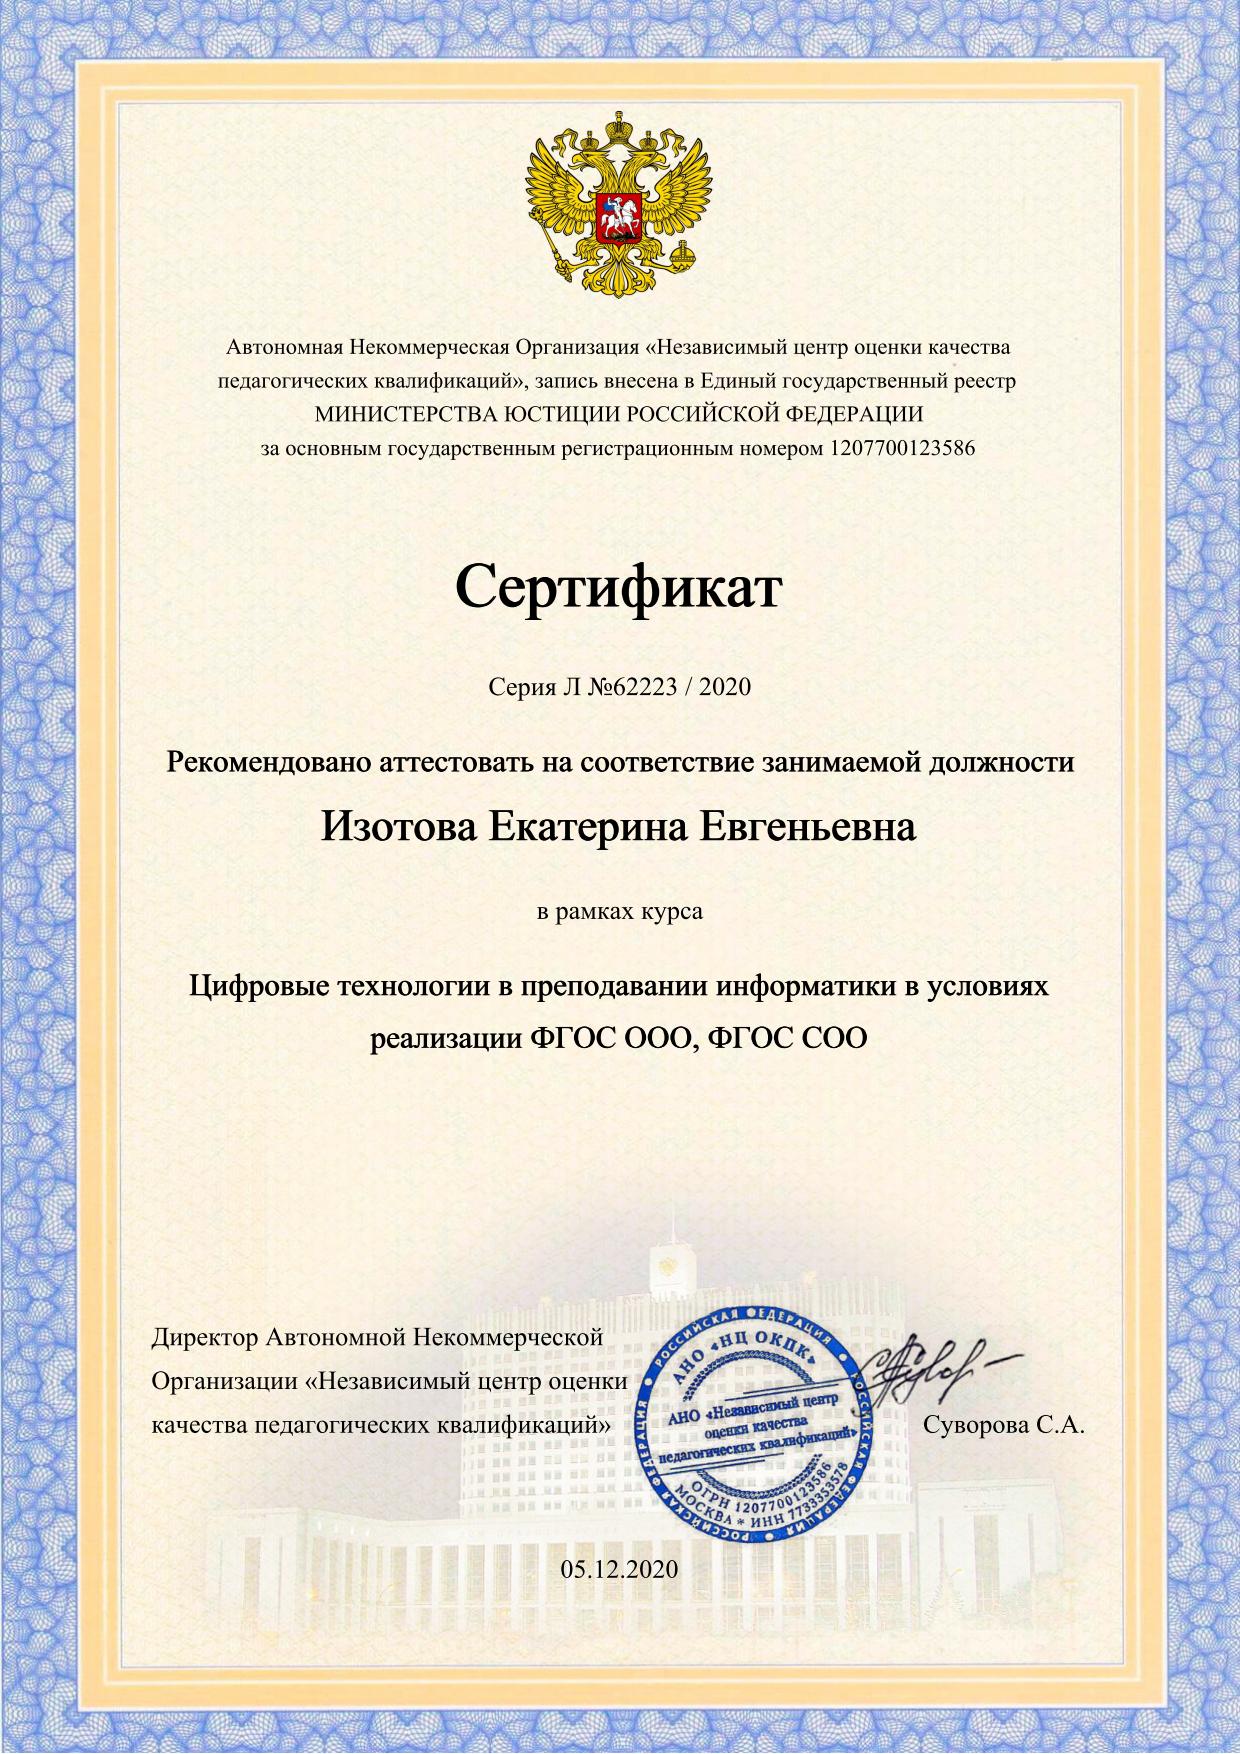 Автономная Некоммерческая Организация «Независимый центр оценки качества
педагогических квалификаций», запись внесена в Единый государственный реестр
МИНИСТЕРСТВА ЮСТИЦИИ РОССИЙСКОЙ ФЕДЕРАЦИИ
за основным государственным регистрационным номером 1207700123586
Сертификат
Серия Л №62223 / 2020
Рекомендовано аттестовать на соответствие занимаемой должности
Изотова Екатерина Евгеньевна
в рамках курса
Цифровые технологии в преподавании информатики в условиях
реализации ФГОС ООО, ФГОС СОО
Директор Автономной Некоммерческой
Организации «Независимый центр оценки
качества педагогических квалификаций»
РОССИЙСКАЯ ФЕДЕРАЦИЯ • РОССИЙСКАЯ ФЕДЕРАЦИЯ • РОССИЙСКАЯ ФЕДЕРАЦИЯ •
АНО «НЦ ОКПК»
АНО «Независимый центр
оценки качества
педагогических квалификаций»
ОГРН 1207700123586
МОСКВА * ИНН 7733353578
Суворова С.А.
05.12.2020